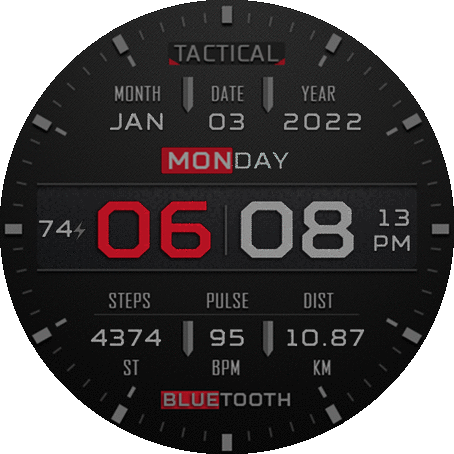 TACTICAL
MONTH DATE YEAR
JAN 03 2022
MONDAY
74 06 08 13 PM
STEPS PULSE DIST
4374 95 10.87
ST BPM KM
BLUETOOTH